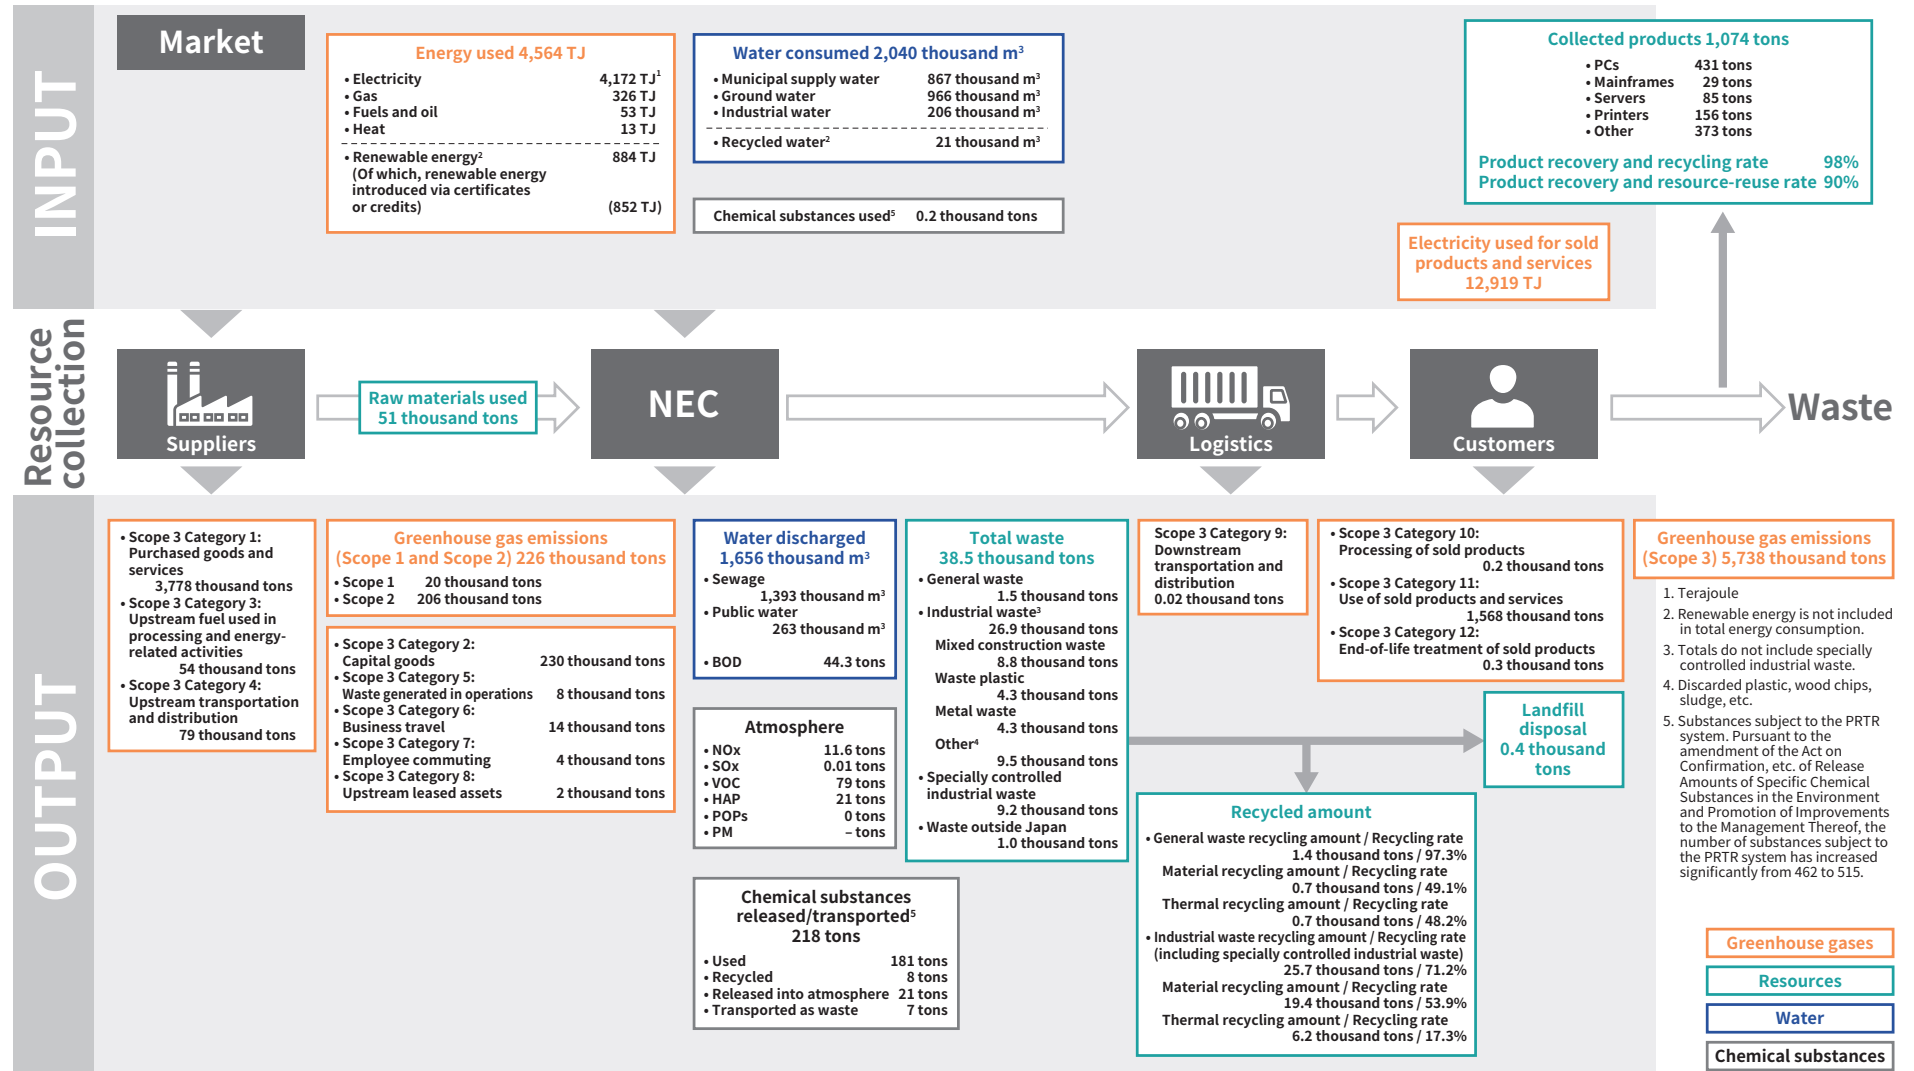 INPUT
Market
Energy used 4,564 TJ
• Electricity 4,172 TJ¹
• Gas 326 TJ
• Fuels and oil 53 TJ
• Heat 13 TJ
• Renewable energy² 884 TJ
(Of which, renewable energy
introduced via certificates
or credits) (852 TJ)
Water consumed 2,040 thousand m³
• Municipal supply water 867 thousand m³
• Ground water 966 thousand m³
• Industrial water 206 thousand m³
• Recycled water² 21 thousand m³
Chemical substances used⁵ 0.2 thousand tons
Collected products 1,074 tons
• PCs 431 tons
• Mainframes 29 tons
• Servers 85 tons
• Printers 156 tons
• Other 373 tons
Product recovery and recycling rate 98%
Product recovery and resource-reuse rate 90%
Electricity used for sold
products and services
12,919 TJ
Resource
collection
Suppliers
Raw materials used
51 thousand tons
NEC
Logistics
Customers
Waste
OUTPUT
• Scope 3 Category 1:
Purchased goods and
services
3,778 thousand tons
• Scope 3 Category 3:
Upstream fuel used in
processing and energy-
related activities
54 thousand tons
• Scope 3 Category 4:
Upstream transportation
and distribution
79 thousand tons
Greenhouse gas emissions
(Scope 1 and Scope 2) 226 thousand tons
• Scope 1 20 thousand tons
• Scope 2 206 thousand tons
• Scope 3 Category 2:
Capital goods 230 thousand tons
• Scope 3 Category 5:
Waste generated in operations 8 thousand tons
• Scope 3 Category 6:
Business travel 14 thousand tons
• Scope 3 Category 7:
Employee commuting 4 thousand tons
• Scope 3 Category 8:
Upstream leased assets 2 thousand tons
Water discharged
1,656 thousand m³
• Sewage
1,393 thousand m³
• Public water
263 thousand m³
• BOD 44.3 tons
Atmosphere
• NOx 11.6 tons
• SOx 0.01 tons
• VOC 79 tons
• HAP 21 tons
• POPs 0 tons
• PM – tons
Chemical substances
released/transported⁵
218 tons
• Used 181 tons
• Recycled 8 tons
• Released into atmosphere 21 tons
• Transported as waste 7 tons
Total waste
38.5 thousand tons
• General waste
1.5 thousand tons
• Industrial waste³
26.9 thousand tons
Mixed construction waste
8.8 thousand tons
Waste plastic
4.3 thousand tons
Metal waste
4.3 thousand tons
Other⁴
9.5 thousand tons
• Specially controlled
industrial waste
9.2 thousand tons
• Waste outside Japan
1.0 thousand tons
Scope 3 Category 9:
Downstream
transportation and
distribution
0.02 thousand tons
• Scope 3 Category 10:
Processing of sold products
0.2 thousand tons
• Scope 3 Category 11:
Use of sold products and services
1,568 thousand tons
• Scope 3 Category 12:
End-of-life treatment of sold products
0.3 thousand tons
Landfill
disposal
0.4 thousand
tons
Recycled amount
• General waste recycling amount / Recycling rate
1.4 thousand tons / 97.3%
Material recycling amount / Recycling rate
0.7 thousand tons / 49.1%
Thermal recycling amount / Recycling rate
0.7 thousand tons / 48.2%
• Industrial waste recycling amount / Recycling rate
(including specially controlled industrial waste)
25.7 thousand tons / 71.2%
Material recycling amount / Recycling rate
19.4 thousand tons / 53.9%
Thermal recycling amount / Recycling rate
6.2 thousand tons / 17.3%
Greenhouse gas emissions
(Scope 3) 5,738 thousand tons
1. Terajoule
2. Renewable energy is not included
in total energy consumption.
3. Totals do not include specially
controlled industrial waste.
4. Discarded plastic, wood chips,
sludge, etc.
5. Substances subject to the PRTR
system. Pursuant to the
amendment of the Act on
Confirmation, etc. of Release
Amounts of Specific Chemical
Substances in the Environment
and Promotion of Improvements
to the Management Thereof, the
number of substances subject to
the PRTR system has increased
significantly from 462 to 515.
Greenhouse gases
Resources
Water
Chemical substances